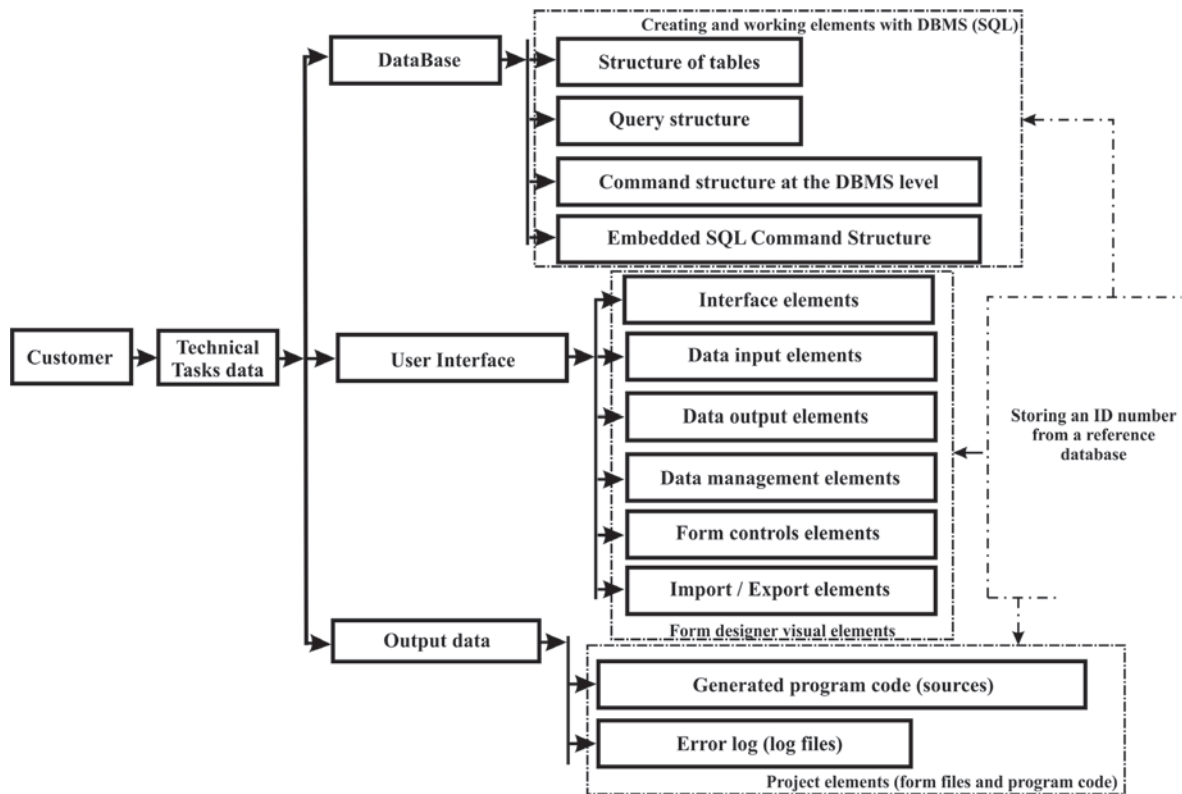 Creating and working elements with DBMS (SQL)
DataBase
Structure of tables
Query structure
Command structure at the DBMS level
Embedded SQL Command Structure
Customer
Technical
Tasks data
User Interface
Interface elements
Data input elements
Data output elements
Data management elements
Form controls elements
Import / Export elements
Form designer visual elements
Storing an ID number
from a reference
database
Output data
Generated program code (sources)
Error log (log files)
Project elements (form files and program code)